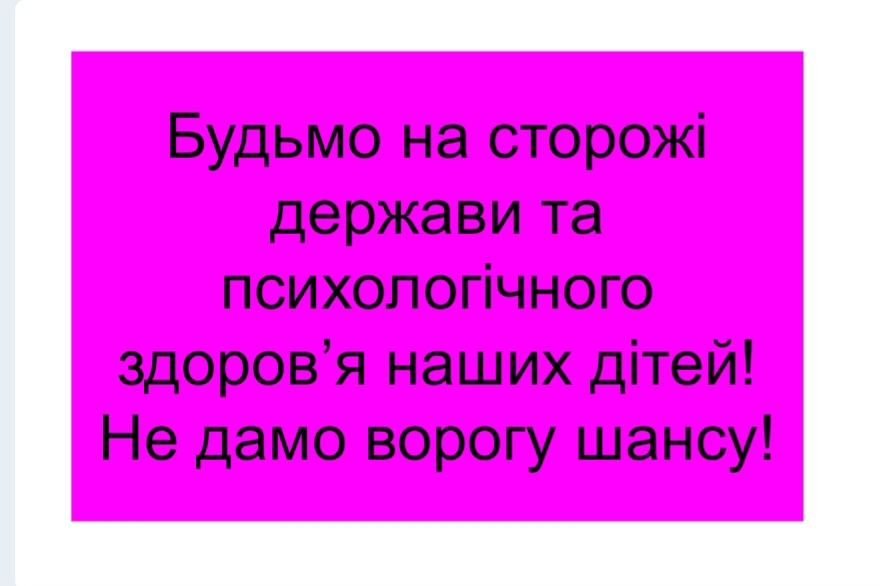 Будьмо на сторожі
держави та
психологічного
здоров’я наших дітей!
Не дамо ворогу шансу!